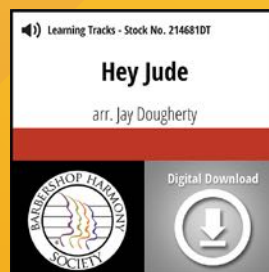 Learning Tracks - Stock No. 214681DT
Hey Jude
arr. Jay Dougherty
Digital Download
BARBERSHOP HARMONY
SOCIETY